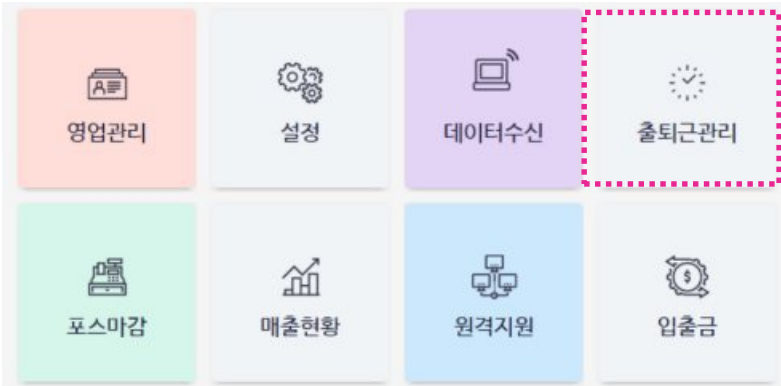 영업관리
설정
데이터수신
출퇴근관리
포스마감
매출현황
원격지원
입출금